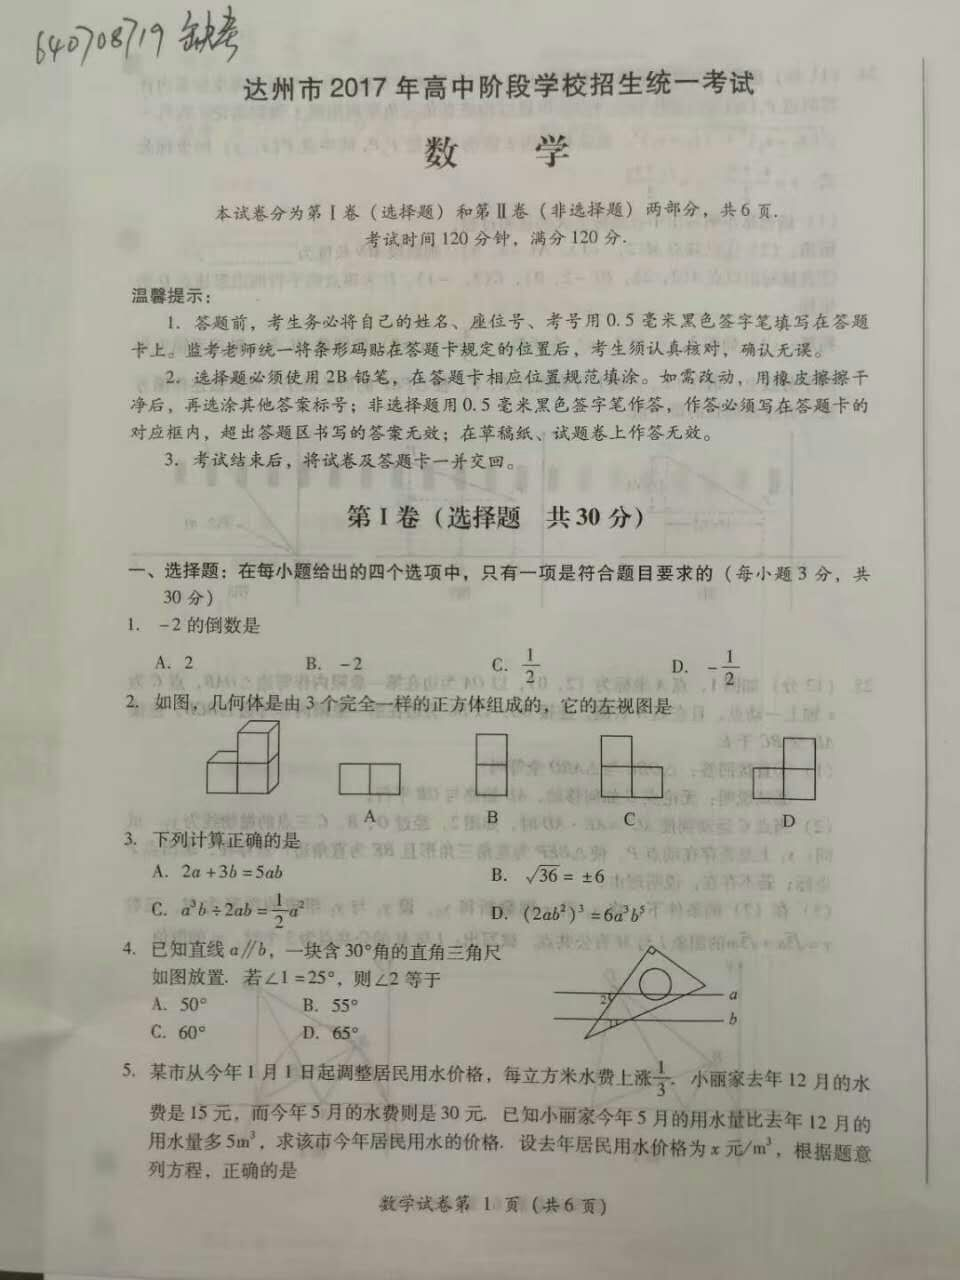 640708719 缺考
达州市2017年高中阶段学校招生统一考试
数 学
本试卷分为第Ⅰ卷（选择题）和第Ⅱ卷（非选择题）两部分，共6页.
考试时间120分钟，满分120分.
温馨提示：
1．答题前，考生务必将自己的姓名、座位号、考号用0.5毫米黑色签字笔填写在答题
卡上。监考老师统一将条形码贴在答题卡规定的位置后，考生须认真核对，确认无误。
2．选择题必须使用2B铅笔，在答题卡相应位置规范填涂。如需改动，用橡皮擦擦干
净后，再选涂其他答案标号；非选择题用0.5毫米黑色签字笔作答，作答必须写在答题卡的
对应框内，超出答题区书写的答案无效；在草稿纸、试题卷上作答无效。
3．考试结束后，将试卷及答题卡一并交回。
第Ⅰ卷（选择题 共30分）
一、选择题：在每小题给出的四个选项中，只有一项是符合题目要求的（每小题3分，共
30分）
1. -2的倒数是
A. 2 B. -2 C. 1/2 D. -1/2
2. 如图，几何体是由3个完全一样的正方体组成的，它的左视图是
A B C D
3. 下列计算正确的是
A. 2a+3b=5ab B. √36=±6
C. a³b÷2ab=1/2a² D. (2ab²)³=6a³b⁵
4. 已知直线a∥b，一块含30°角的直角三角尺
如图放置. 若∠1=25°，则∠2等于
A. 50° B. 55°
C. 60° D. 65°
a
2
b
1
5. 某市从今年1月1日起调整居民用水价格，每立方米水费上涨1/3. 小丽家去年12月的水
费是15元，而今年5月的水费则是30元. 已知小丽家今年5月的用水量比去年12月的
用水量多5m³，求该市今年居民用水的价格. 设去年居民用水价格为x元/m³，根据题意
列方程，正确的是
数学试卷第 1 页（共6页）